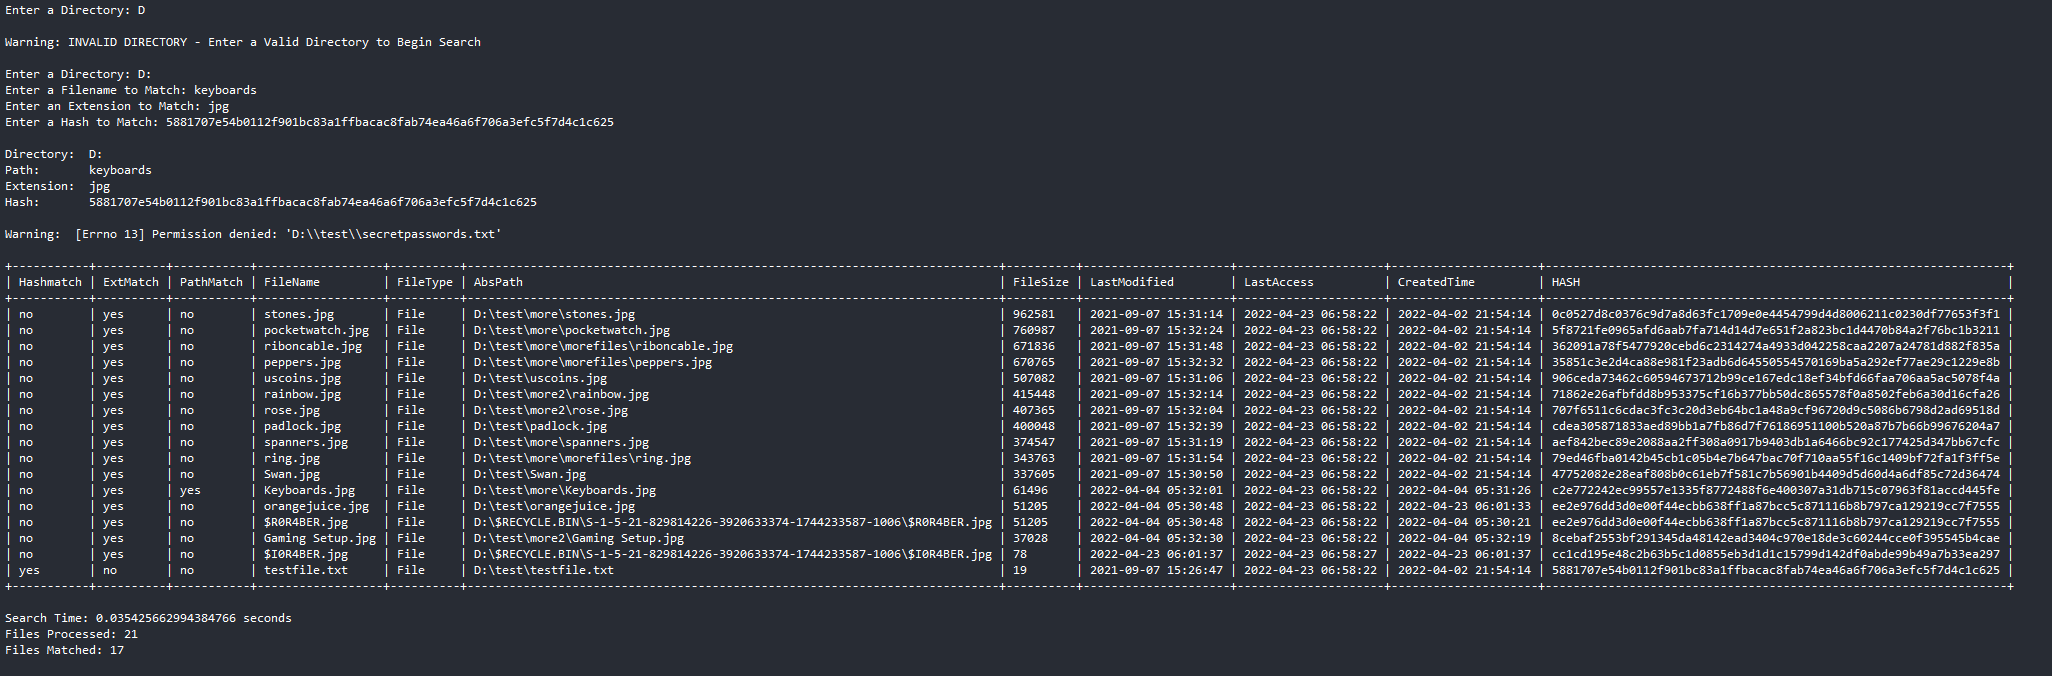 Enter a Directory: D
Warning: INVALID DIRECTORY - Enter a Valid Directory to Begin Search
Enter a Directory: D:
Enter a Filename to Match: keyboards
Enter an Extension to Match: jpg
Enter a Hash to Match: 5881707e54b0112f901bc83a1ffbacac8fab74ea46a6f706a3efc5f7d4c1c625
Directory:  D:
Path:       keyboards
Extension:  jpg
Hash:       5881707e54b0112f901bc83a1ffbacac8fab74ea46a6f706a3efc5f7d4c1c625
Warning:  [Errno 13] Permission denied: 'D:\\test\\secretpasswords.txt'
| Hashmatch | ExtMatch | PathMatch | FileName | FileType | AbsPath | FileSize | LastModified | LastAccess | CreatedTime | HASH |
| no | yes | no | stones.jpg | File | D:\test\more\stones.jpg | 962581 | 2021-09-07 15:31:14 | 2022-04-23 06:58:22 | 2022-04-02 21:54:14 | 0c0527d8c0376c9d7a8d63fc1709e0e4454799d4d8006211c0230df77653f3f1 |
| no | yes | no | pocketwatch.jpg | File | D:\test\more\pocketwatch.jpg | 760987 | 2021-09-07 15:32:24 | 2022-04-23 06:58:22 | 2022-04-02 21:54:14 | 5f8721fe0965afd6aab7fa714d14d7e651f2a823bc1d4470b84a2f76bc1b3211 |
| no | yes | no | riboncable.jpg | File | D:\test\more\morefiles\riboncable.jpg | 671836 | 2021-09-07 15:31:48 | 2022-04-23 06:58:22 | 2022-04-02 21:54:14 | 362091a78f5477920cebd6c2314274a4933d042258caa2207a24781d882f835a |
| no | yes | no | peppers.jpg | File | D:\test\more\morefiles\peppers.jpg | 670765 | 2021-09-07 15:32:32 | 2022-04-23 06:58:22 | 2022-04-02 21:54:14 | 35851c3e2d4ca88e981f23adb6d64550554570169ba5a292ef77ae29c1229e8b |
| no | yes | no | uscoins.jpg | File | D:\test\uscoins.jpg | 507082 | 2021-09-07 15:31:06 | 2022-04-23 06:58:22 | 2022-04-02 21:54:14 | 906ceda73462c60594673712b99ce167edc18ef34bfd66faa706aa5ac5078f4a |
| no | yes | no | rainbow.jpg | File | D:\test\more2\rainbow.jpg | 415448 | 2021-09-07 15:32:14 | 2022-04-23 06:58:22 | 2022-04-02 21:54:14 | 71862e26afbfdd8b953375cf16b377bb50dc865578f0a8502feb6a30d16cfa26 |
| no | yes | no | rose.jpg | File | D:\test\more2\rose.jpg | 407365 | 2021-09-07 15:32:04 | 2022-04-23 06:58:22 | 2022-04-02 21:54:14 | 707f6511c6cdac3fc3c20d3eb64bc1a48a9cf96720d9c5086b6798d2ad69518d |
| no | yes | no | padlock.jpg | File | D:\test\padlock.jpg | 400048 | 2021-09-07 15:32:39 | 2022-04-23 06:58:22 | 2022-04-02 21:54:14 | cdea305871833aed89bb1a7fb86d7f76186951100b520a87b7b66b99676204a7 |
| no | yes | no | spanners.jpg | File | D:\test\more\spanners.jpg | 374547 | 2021-09-07 15:31:19 | 2022-04-23 06:58:22 | 2022-04-02 21:54:14 | aef842bec89e2088aa2ff308a0917b9403db1a6466bc92c177425d347bb67cfc |
| no | yes | no | ring.jpg | File | D:\test\more\morefiles\ring.jpg | 343763 | 2021-09-07 15:31:54 | 2022-04-23 06:58:22 | 2022-04-02 21:54:14 | 79ed46fba0142b45cb1c05b4e7b647bac70f710aa55f16c1409bf72fa1f3ff5e |
| no | yes | no | Swan.jpg | File | D:\test\Swan.jpg | 337605 | 2021-09-07 15:30:50 | 2022-04-23 06:58:22 | 2022-04-02 21:54:14 | 47752082e28eaf808b0c61eb7f581c7b56901b4409d5d60d4a6df85c72d36474 |
| no | yes | yes | Keyboards.jpg | File | D:\test\more\Keyboards.jpg | 61496 | 2022-04-04 05:32:01 | 2022-04-23 06:58:22 | 2022-04-04 05:31:26 | c2e772242ec99557e1335f8772488f6e400307a31db715c07963f81accd445fe |
| no | yes | no | orangejuice.jpg | File | D:\test\orangejuice.jpg | 51205 | 2022-04-04 05:30:48 | 2022-04-23 06:58:22 | 2022-04-23 06:01:33 | ee2e976dd3d0e00f44ecbb638ff1a87bcc5c871116b8b797ca129219cc7f7555 |
| no | yes | no | $R0R4BER.jpg | File | D:\$RECYCLE.BIN\S-1-5-21-829814226-3920633374-1744233587-1006\$R0R4BER.jpg | 51205 | 2022-04-04 05:30:48 | 2022-04-23 06:58:22 | 2022-04-04 05:30:21 | ee2e976dd3d0e00f44ecbb638ff1a87bcc5c871116b8b797ca129219cc7f7555 |
| no | yes | no | Gaming Setup.jpg | File | D:\test\more2\Gaming Setup.jpg | 37028 | 2022-04-04 05:32:30 | 2022-04-23 06:58:22 | 2022-04-04 05:32:19 | 8cebaf2553bf291345da48142ead3404c970e18de3c60244cce0f395545b4cae |
| no | yes | no | $I0R4BER.jpg | File | D:\$RECYCLE.BIN\S-1-5-21-829814226-3920633374-1744233587-1006\$I0R4BER.jpg | 78 | 2022-04-23 06:01:37 | 2022-04-23 06:58:27 | 2022-04-23 06:01:37 | cc1cd195e48c2b63b5c1d0855eb3d1d1c15799d142df0abde99b49a7b33ea297 |
| yes | no | no | testfile.txt | File | D:\test\testfile.txt | 19 | 2021-09-07 15:26:47 | 2022-04-23 06:58:22 | 2022-04-02 21:54:14 | 5881707e54b0112f901bc83a1ffbacac8fab74ea46a6f706a3efc5f7d4c1c625 |
Search Time: 0.035425662994384766 seconds
Files Processed: 21
Files Matched: 17